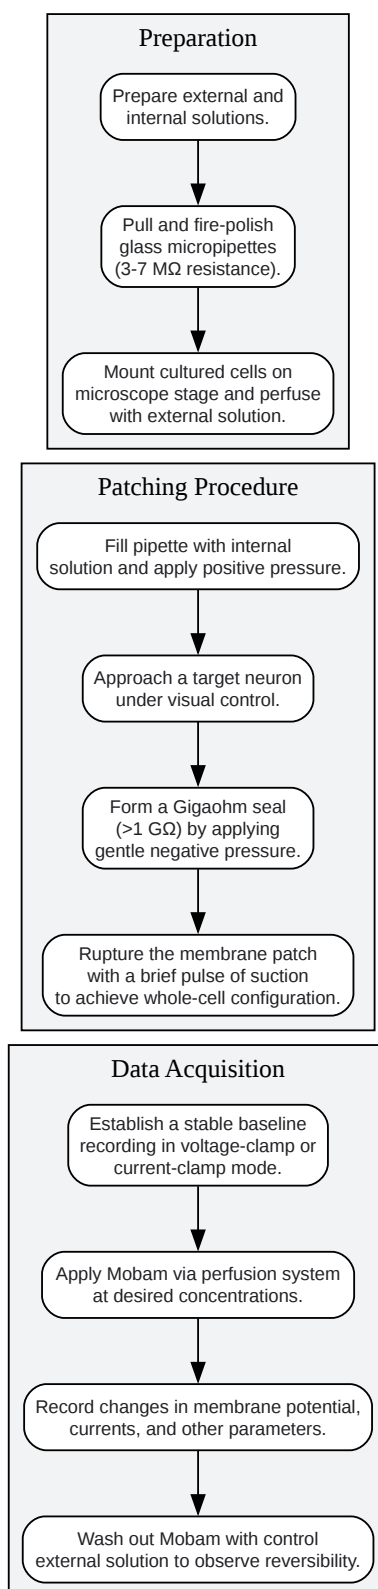 Preparation
Prepare external and
internal solutions.
Pull and fire-polish
glass micropipettes
(3-7 MΩ resistance).
Mount cultured cells on
microscope stage and perfuse
with external solution.
Patching Procedure
Fill pipette with internal
solution and apply positive pressure.
Approach a target neuron
under visual control.
Form a Gigaohm seal
(>1 GΩ) by applying
gentle negative pressure.
Rupture the membrane patch
with a brief pulse of suction
to achieve whole-cell configuration.
Data Acquisition
Establish a stable baseline
recording in voltage-clamp or
current-clamp mode.
Apply Mobam via perfusion system
at desired concentrations.
Record changes in membrane potential,
currents, and other parameters.
Wash out Mobam with control
external solution to observe reversibility.